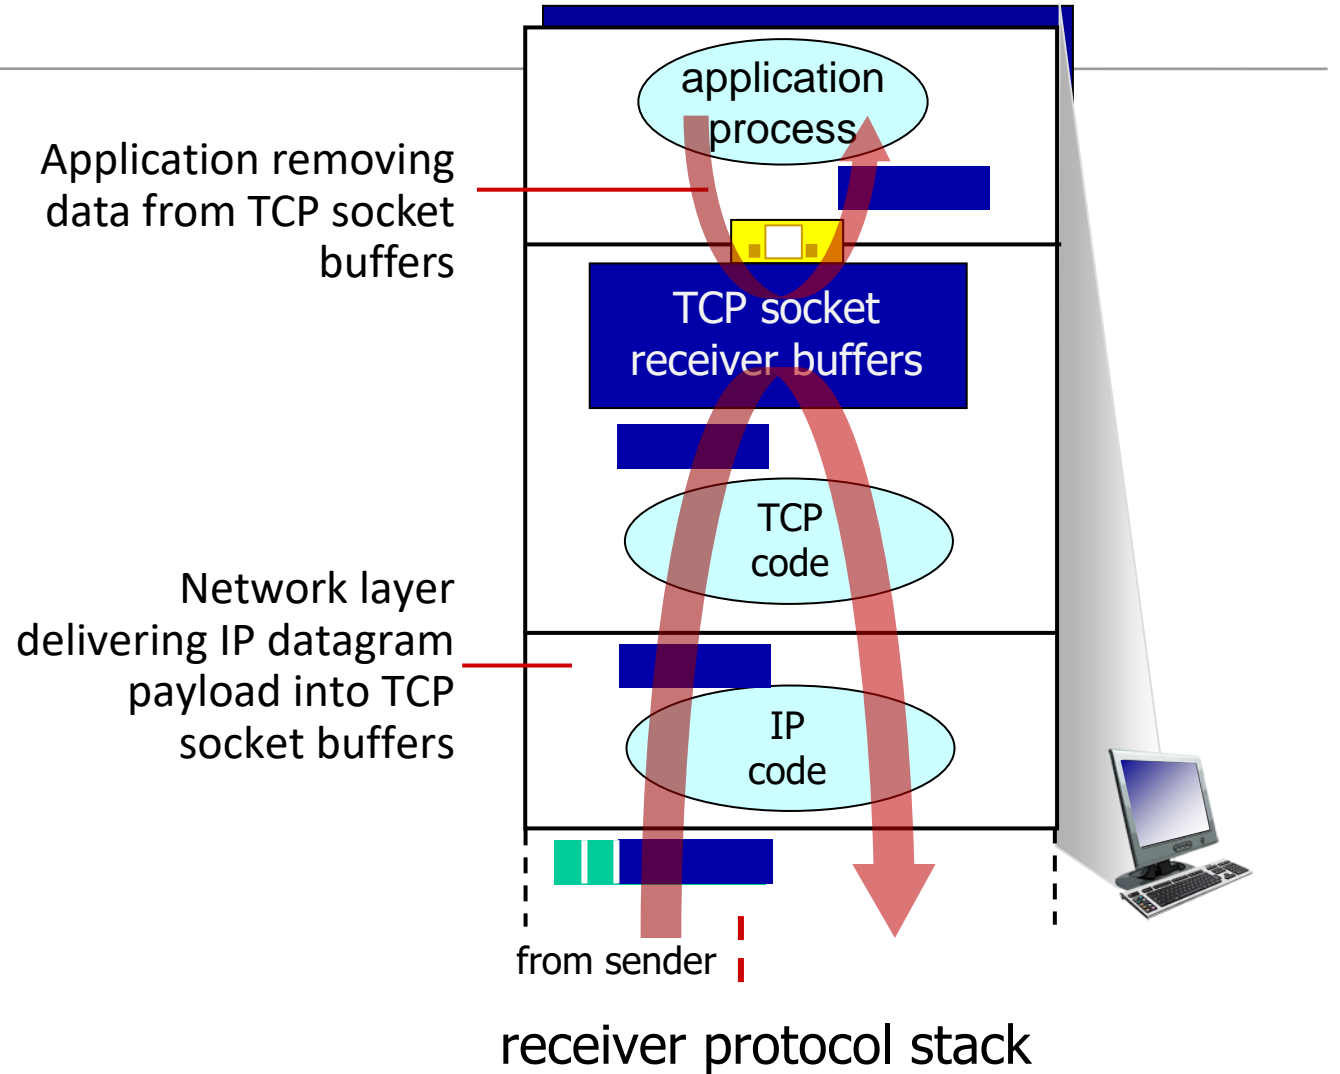 application
process
Application removing
data from TCP socket
buffers
TCP socket
receiver buffers
TCP
code
Network layer
delivering IP datagram
payload into TCP
socket buffers
IP
code
from sender
receiver protocol stack